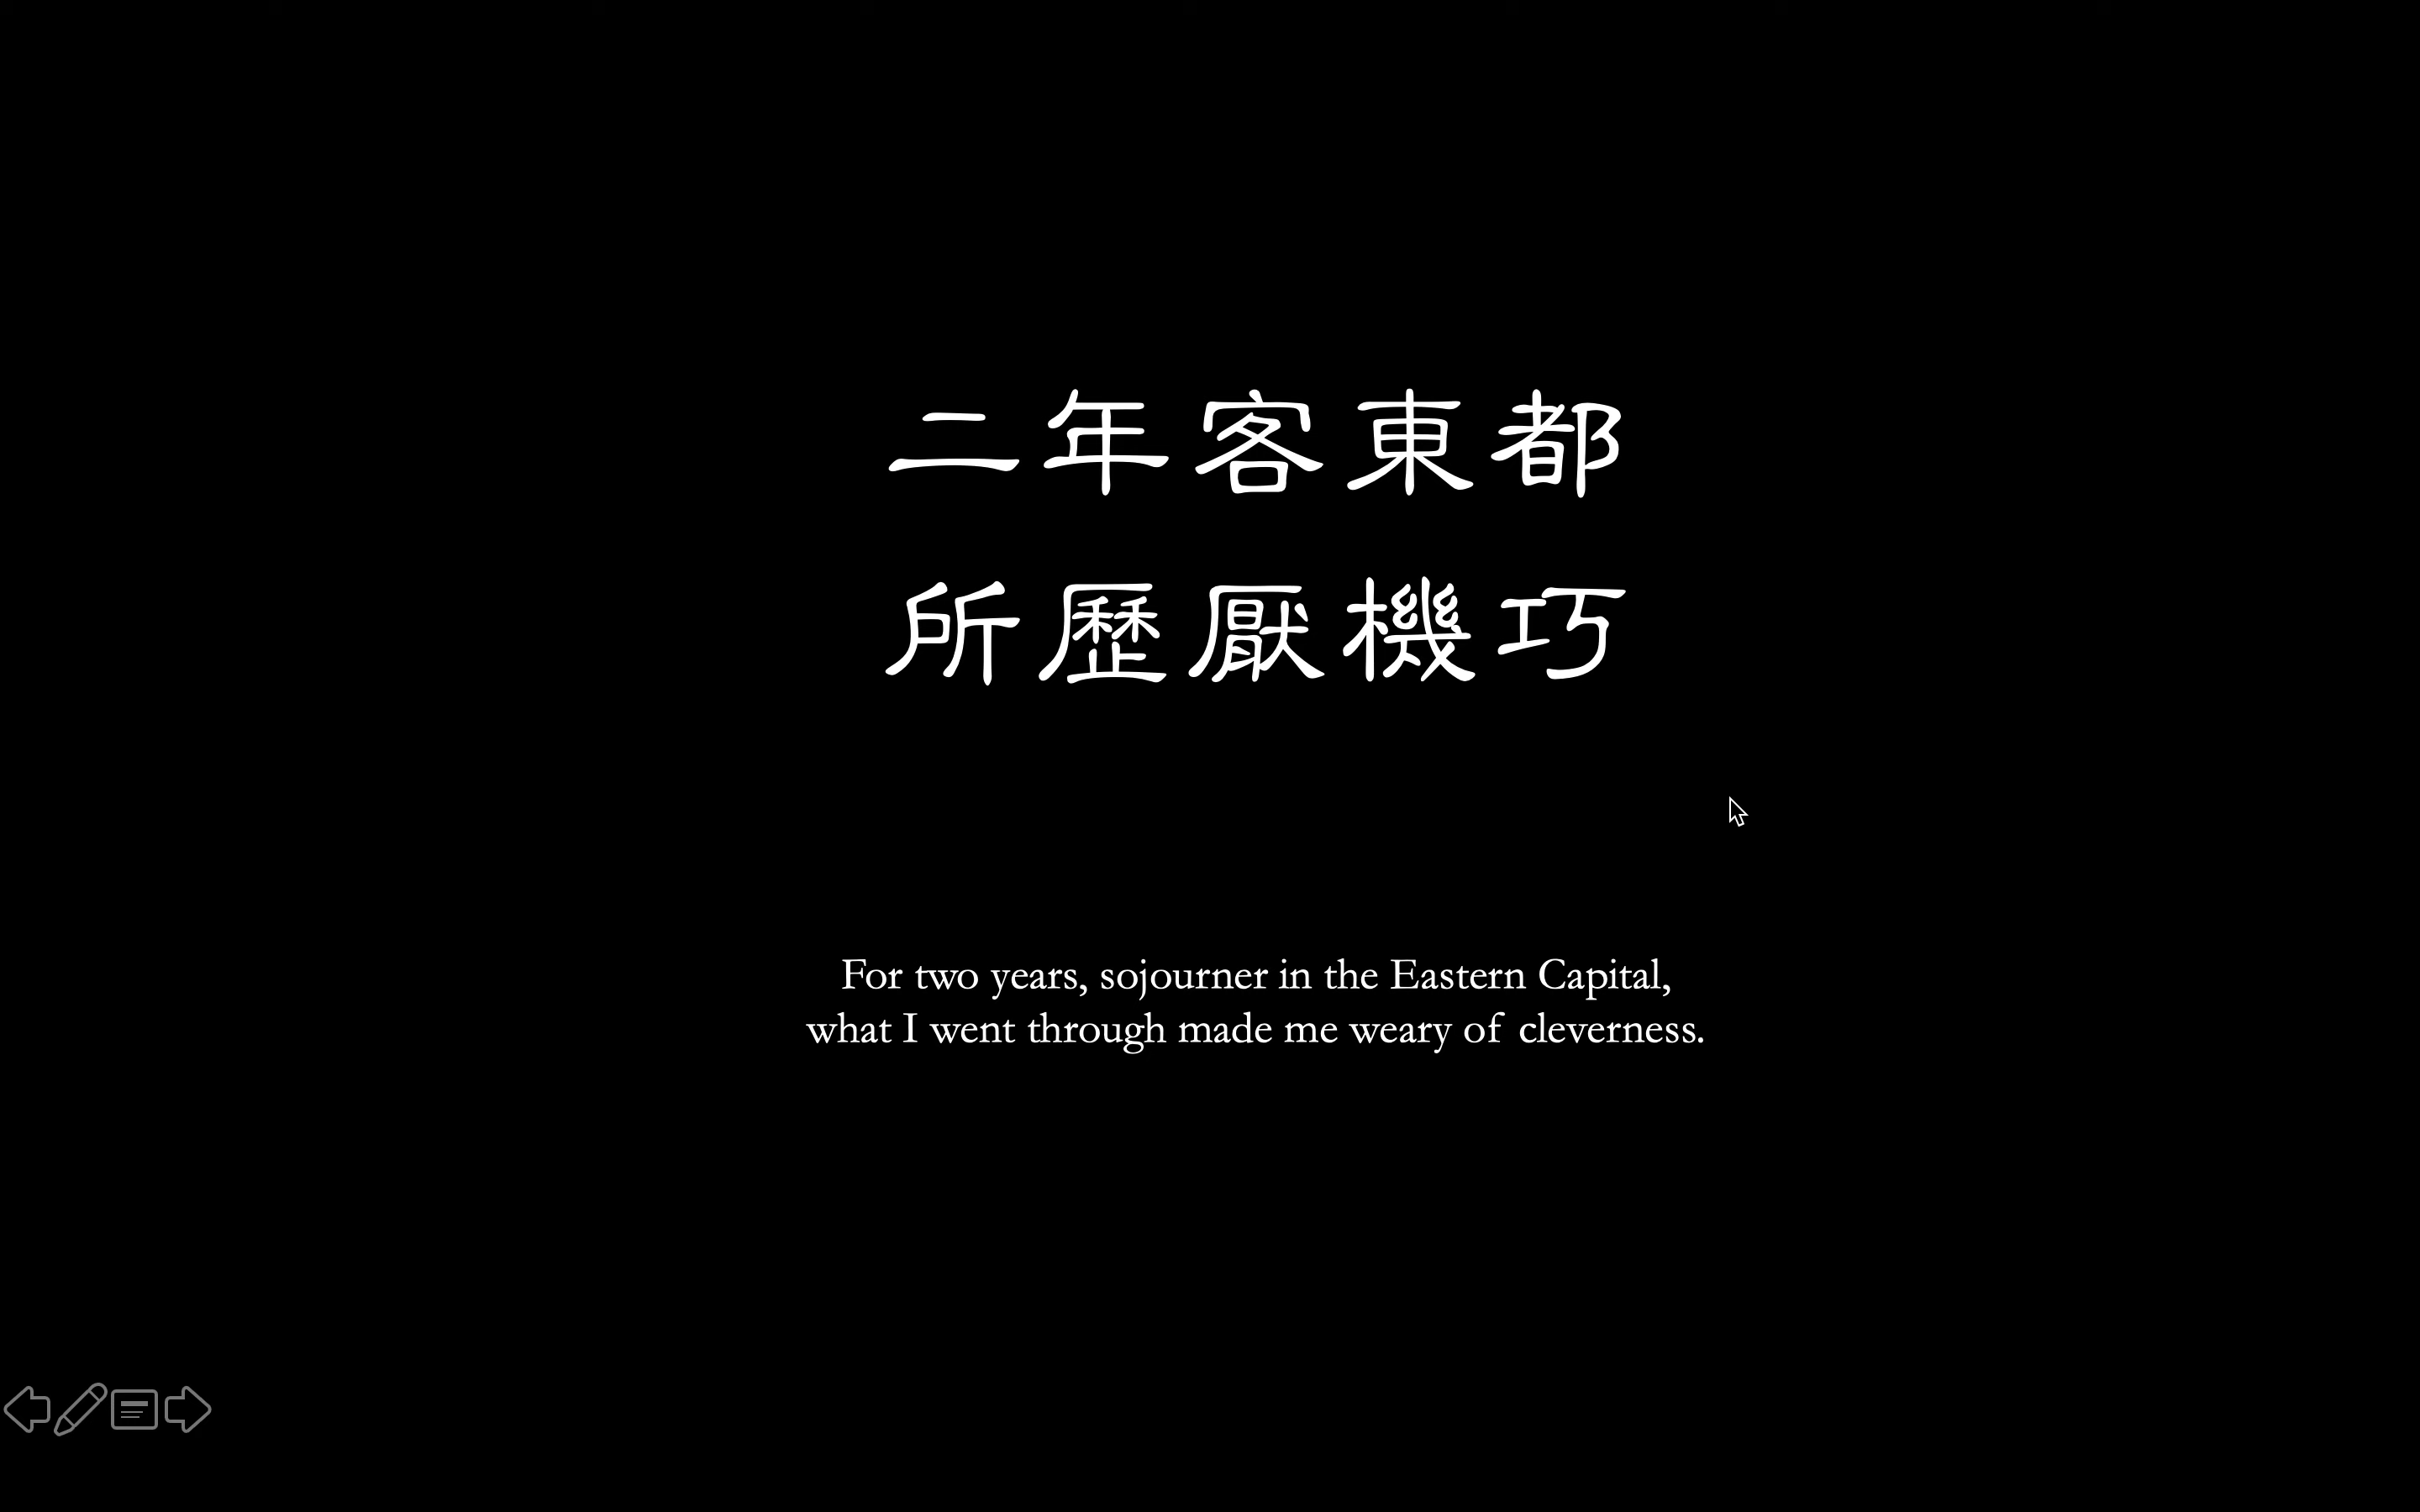 二年客東都
所歷厭機巧
For two years, sojourner in the Eastern Capital,
what I went through made me weary of cleverness.